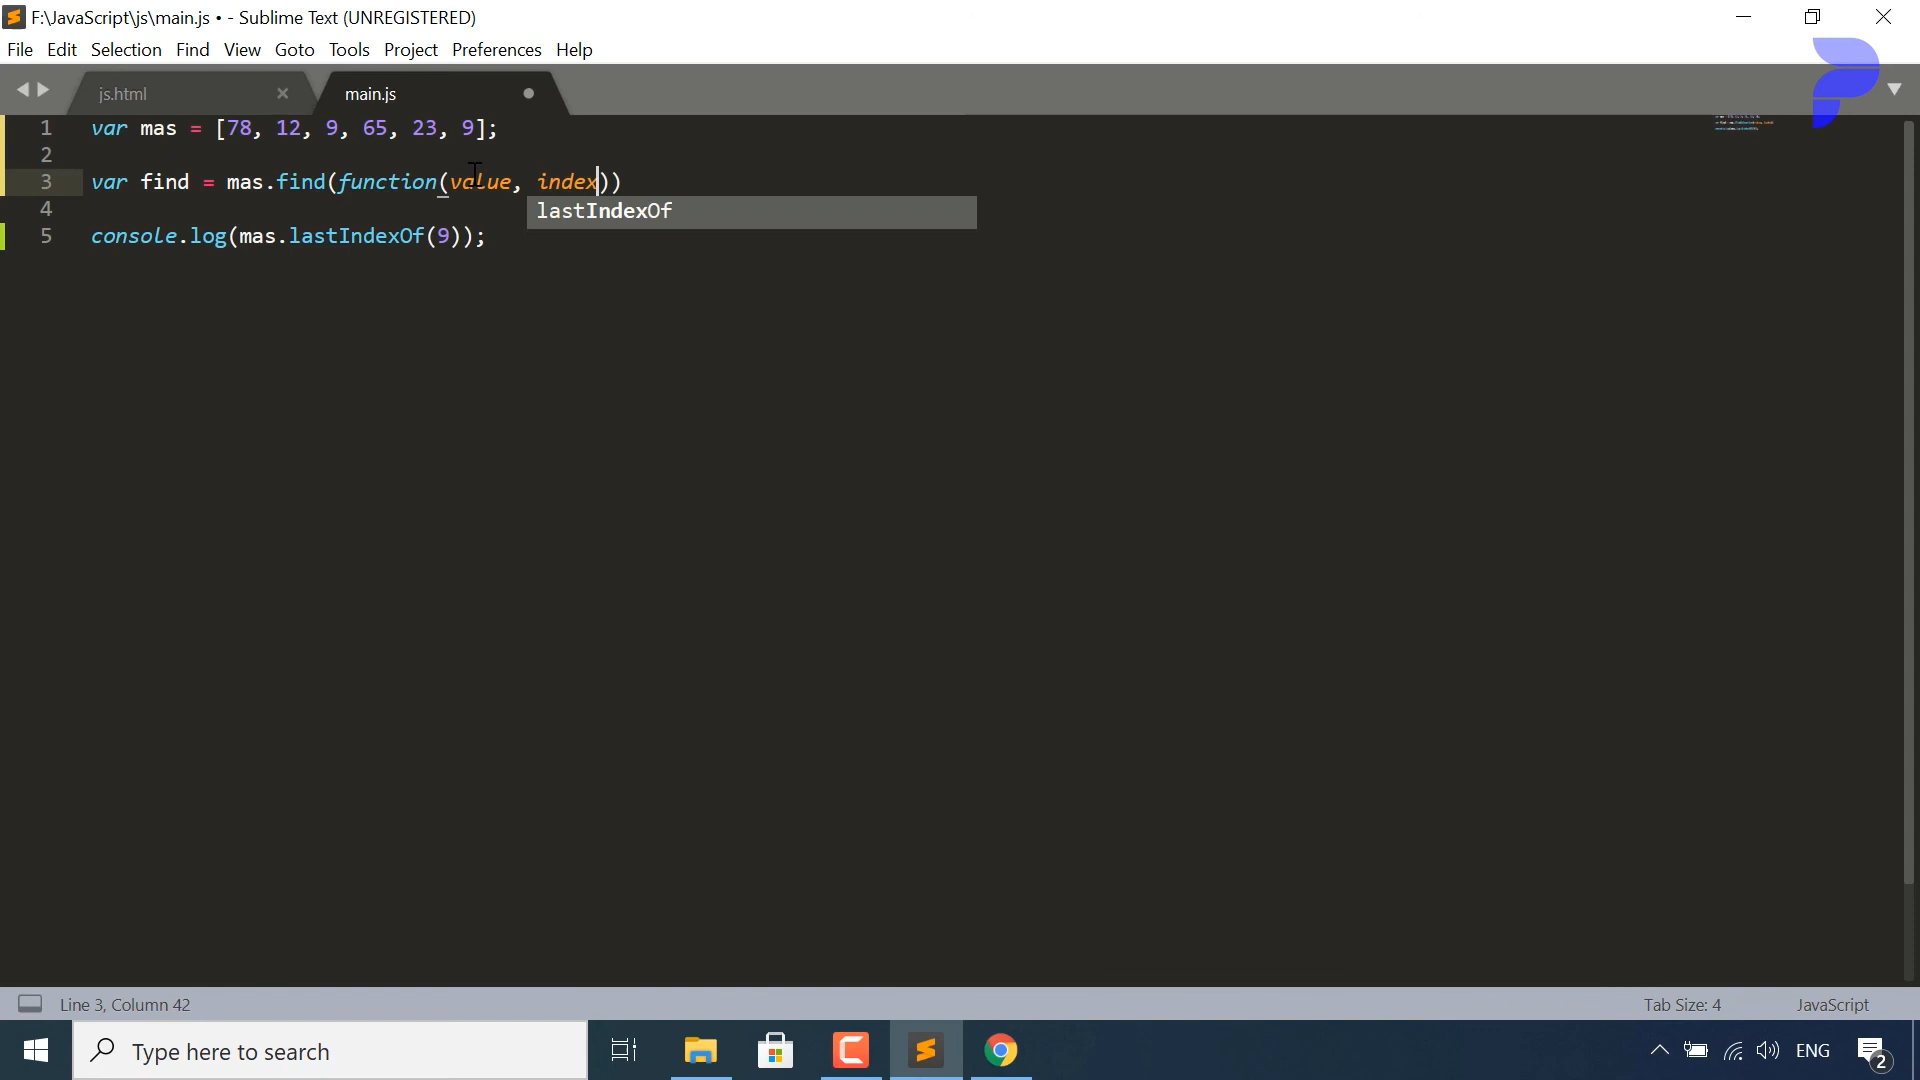 F:\JavaScript\js\main.js • - Sublime Text (UNREGISTERED)
File Edit Selection Find View Goto Tools Project Preferences Help
js.html main.js
1 var mas = [78, 12, 9, 65, 23, 9];
2
3 var find = mas.find(function(value, index))
lastIndexOf
4
5 console.log(mas.lastIndexOf(9));
Line 3, Column 42 Tab Size: 4 JavaScript
Type here to search ENG 2